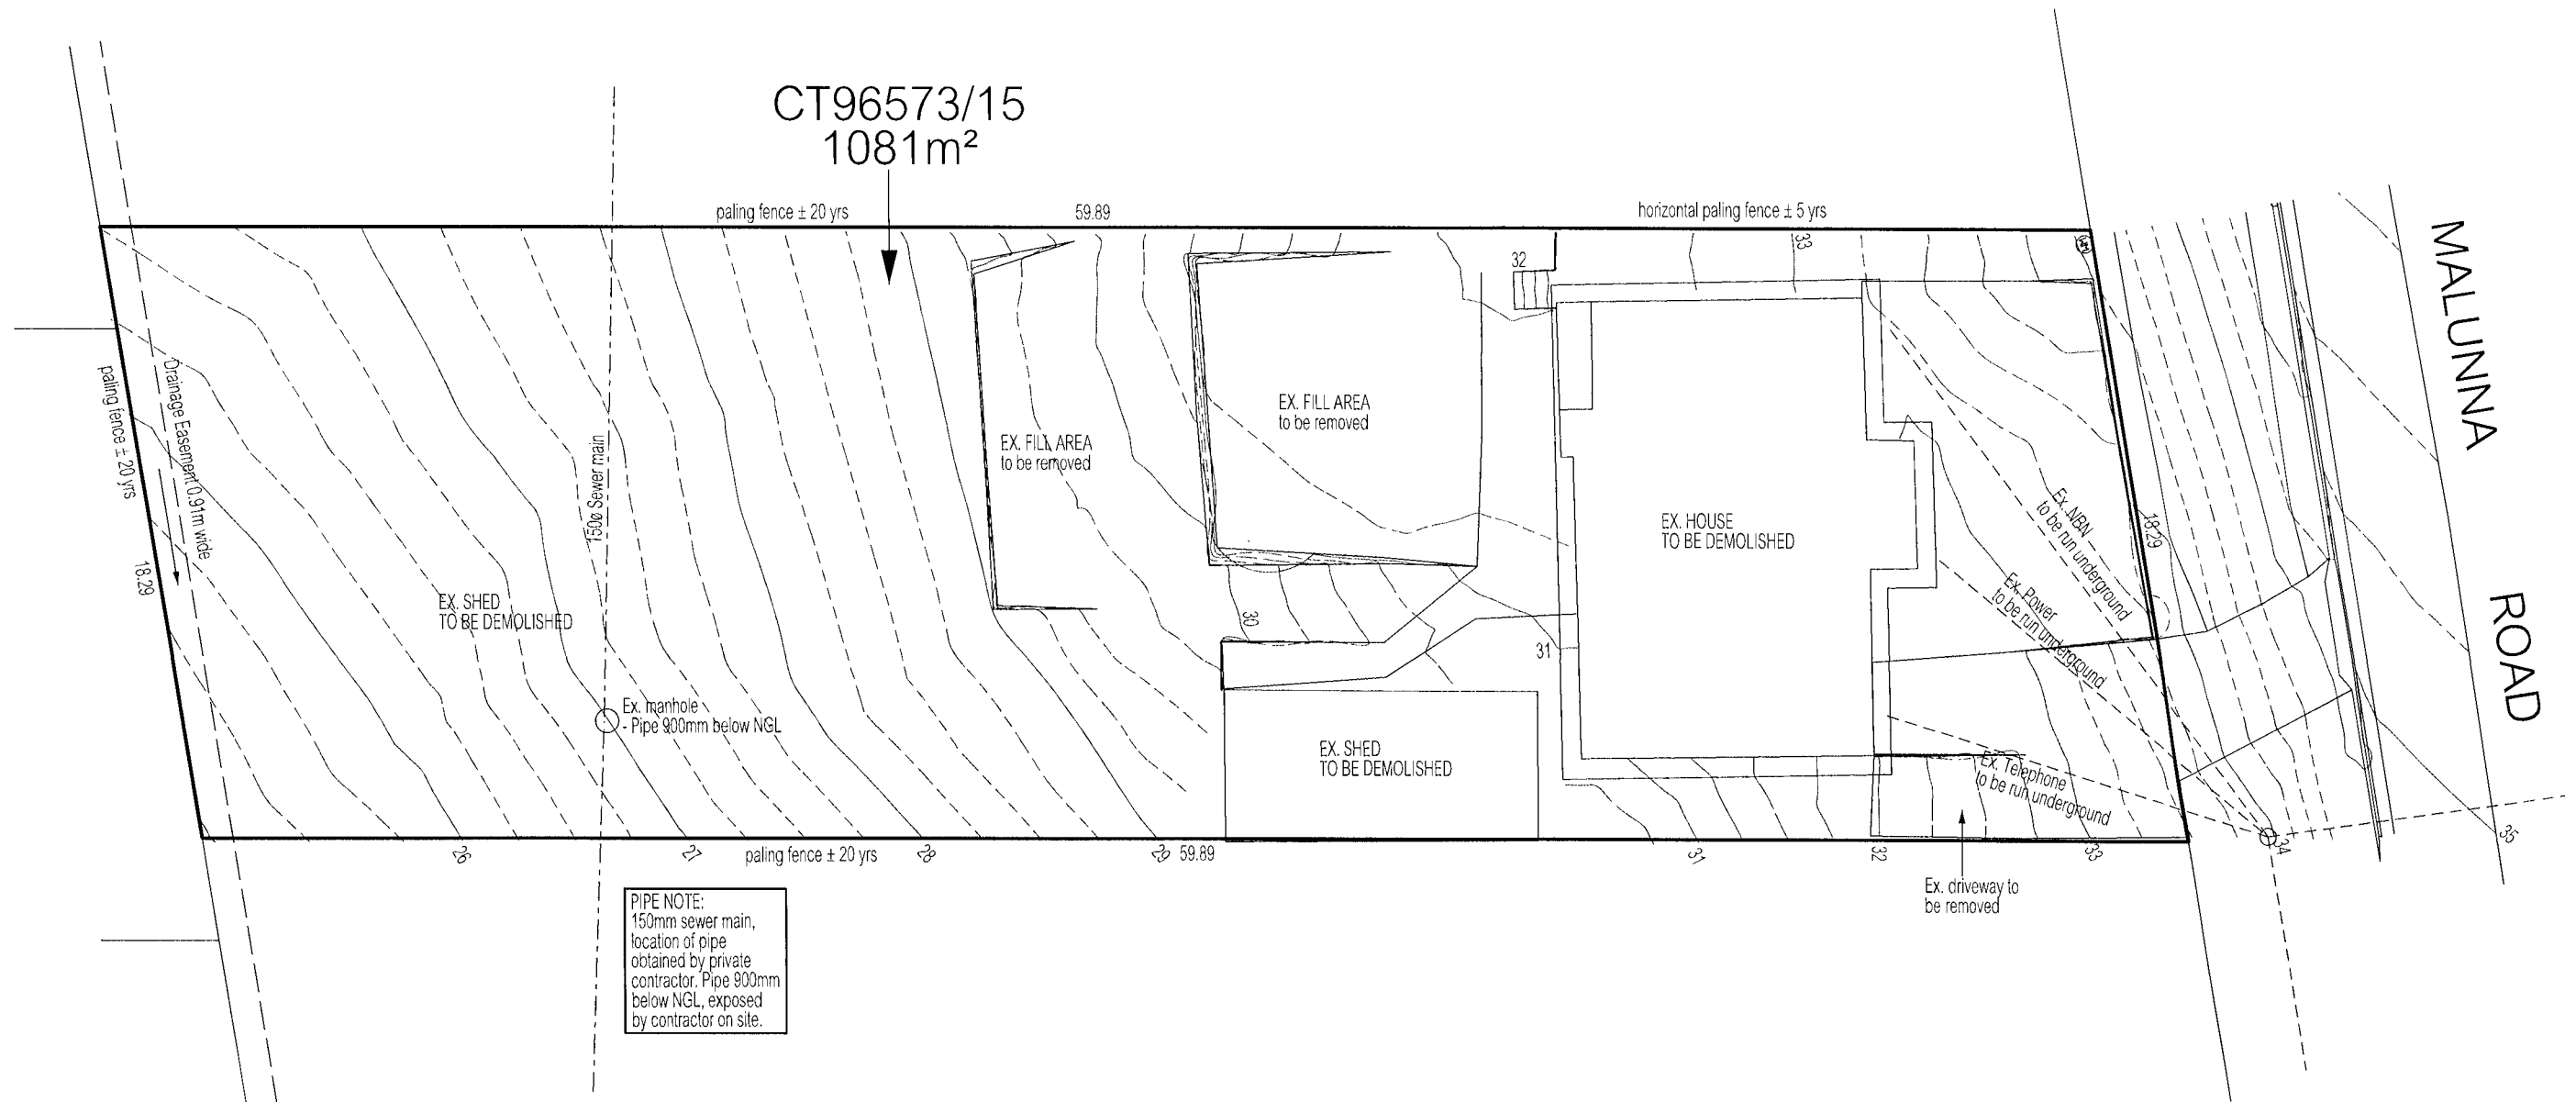 CT96573/15
1081m²
paling fence ± 20 yrs
59.89
horizontal paling fence ± 5 yrs
MALUNNA
ROAD
32
33
paling fence ± 20 yrs
18.29
Drainage Easement 0.91m wide
150ø Sewer main
EX. FILL AREA
to be removed
EX. FILL AREA
to be removed
EX. HOUSE
TO BE DEMOLISHED
Ex. NBN
to be run underground
18.29
Ex. Power
to be run underground
EX. SHED
TO BE DEMOLISHED
30
31
Ex. manhole
- Pipe 900mm below NGL
EX. SHED
TO BE DEMOLISHED
Ex. Telephone
to be run underground
26
27
paling fence ± 20 yrs
28
29
59.89
31
32
33
34
35
Ex. driveway to
be removed
PIPE NOTE:
150mm sewer main,
location of pipe
obtained by private
contractor. Pipe 900mm
below NGL, exposed
by contractor on site.